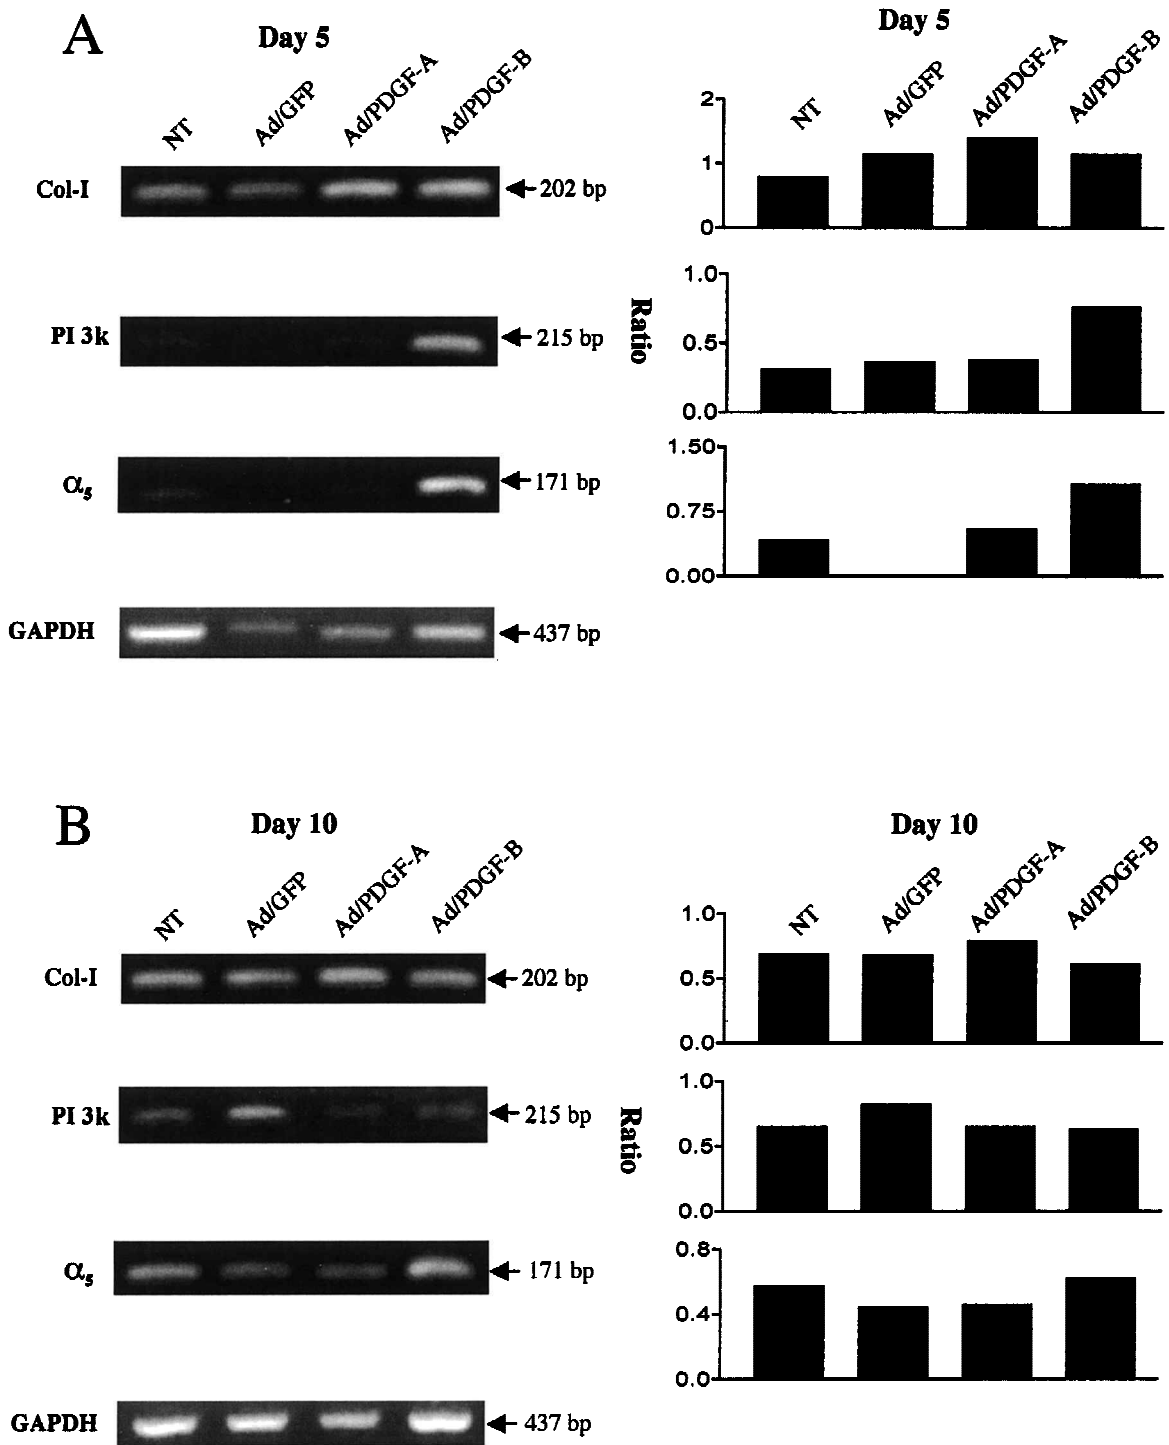 A
Day 5
NT
Ad/GFP
Ad/PDGF-A
Ad/PDGF-B
Col-I
202 bp
PI 3k
215 bp
α5
171 bp
GAPDH
437 bp
Day 5
NT
Ad/GFP
Ad/PDGF-A
Ad/PDGF-B
Ratio
2
1
0
1.0
0.5
0.0
1.50
0.75
0.00
B
Day 10
NT
Ad/GFP
Ad/PDGF-A
Ad/PDGF-B
Col-I
202 bp
PI 3k
215 bp
α5
171 bp
GAPDH
437 bp
Day 10
NT
Ad/GFP
Ad/PDGF-A
Ad/PDGF-B
Ratio
1.0
0.5
0.0
1.0
0.5
0.0
0.8
0.4
0.0